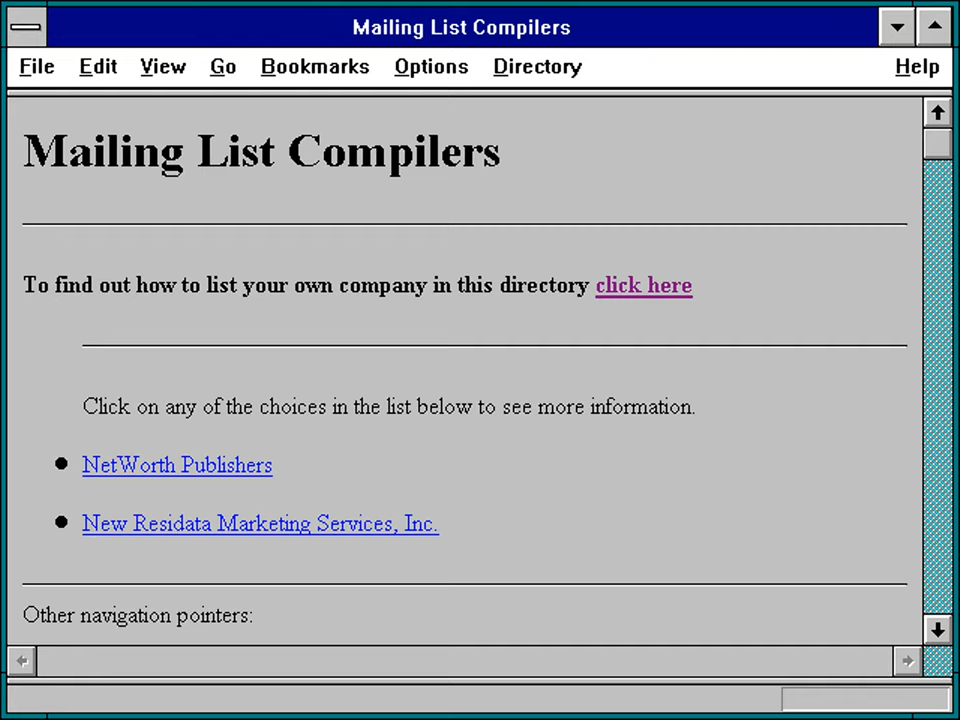 Mailing List Compilers
File Edit View Go Bookmarks Options Directory Help
Mailing List Compilers
To find out how to list your own company in this directory click here
Click on any of the choices in the list below to see more information.
NetWorth Publishers
New Residata Marketing Services, Inc.
Other navigation pointers: